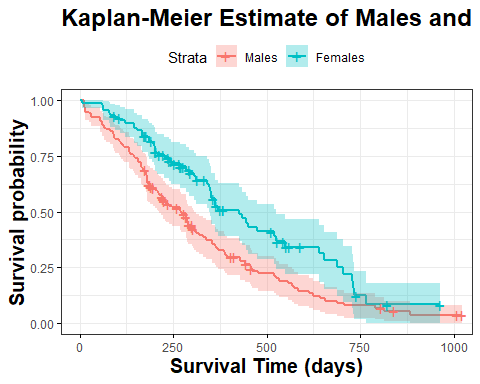 Kaplan-Meier Estimate of Males and
Strata Males Females
Survival probability
1.00
0.75
0.50
0.25
0.00
0 250 500 750 1000
Survival Time (days)